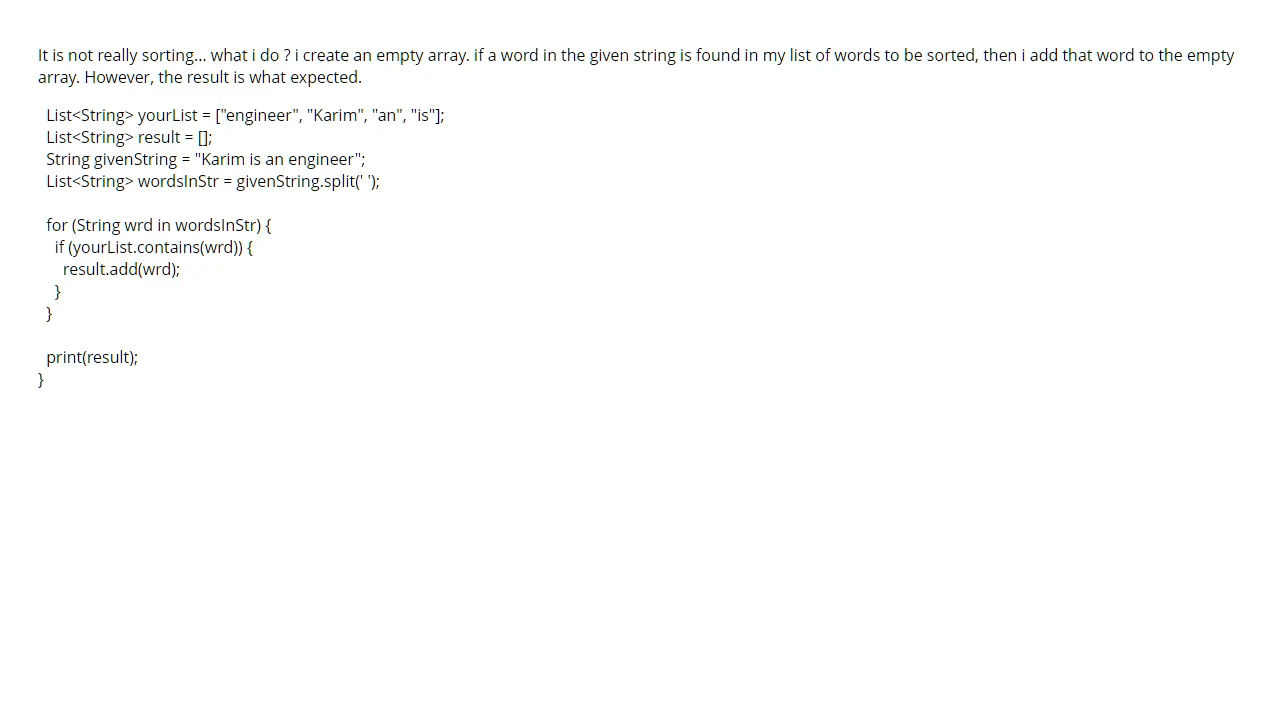 It is not really sorting... what i do ? i create an empty array. if a word in the given string is found in my list of words to be sorted, then i add that word to the empty
array. However, the result is what expected.
List<String> yourList = ["engineer", "Karim", "an", "is"];
List<String> result = [];
String givenString = "Karim is an engineer";
List<String> wordsInStr = givenString.split(' ');
for (String wrd in wordsInStr) {
if (yourList.contains(wrd)) {
result.add(wrd);
}
}
print(result);
}